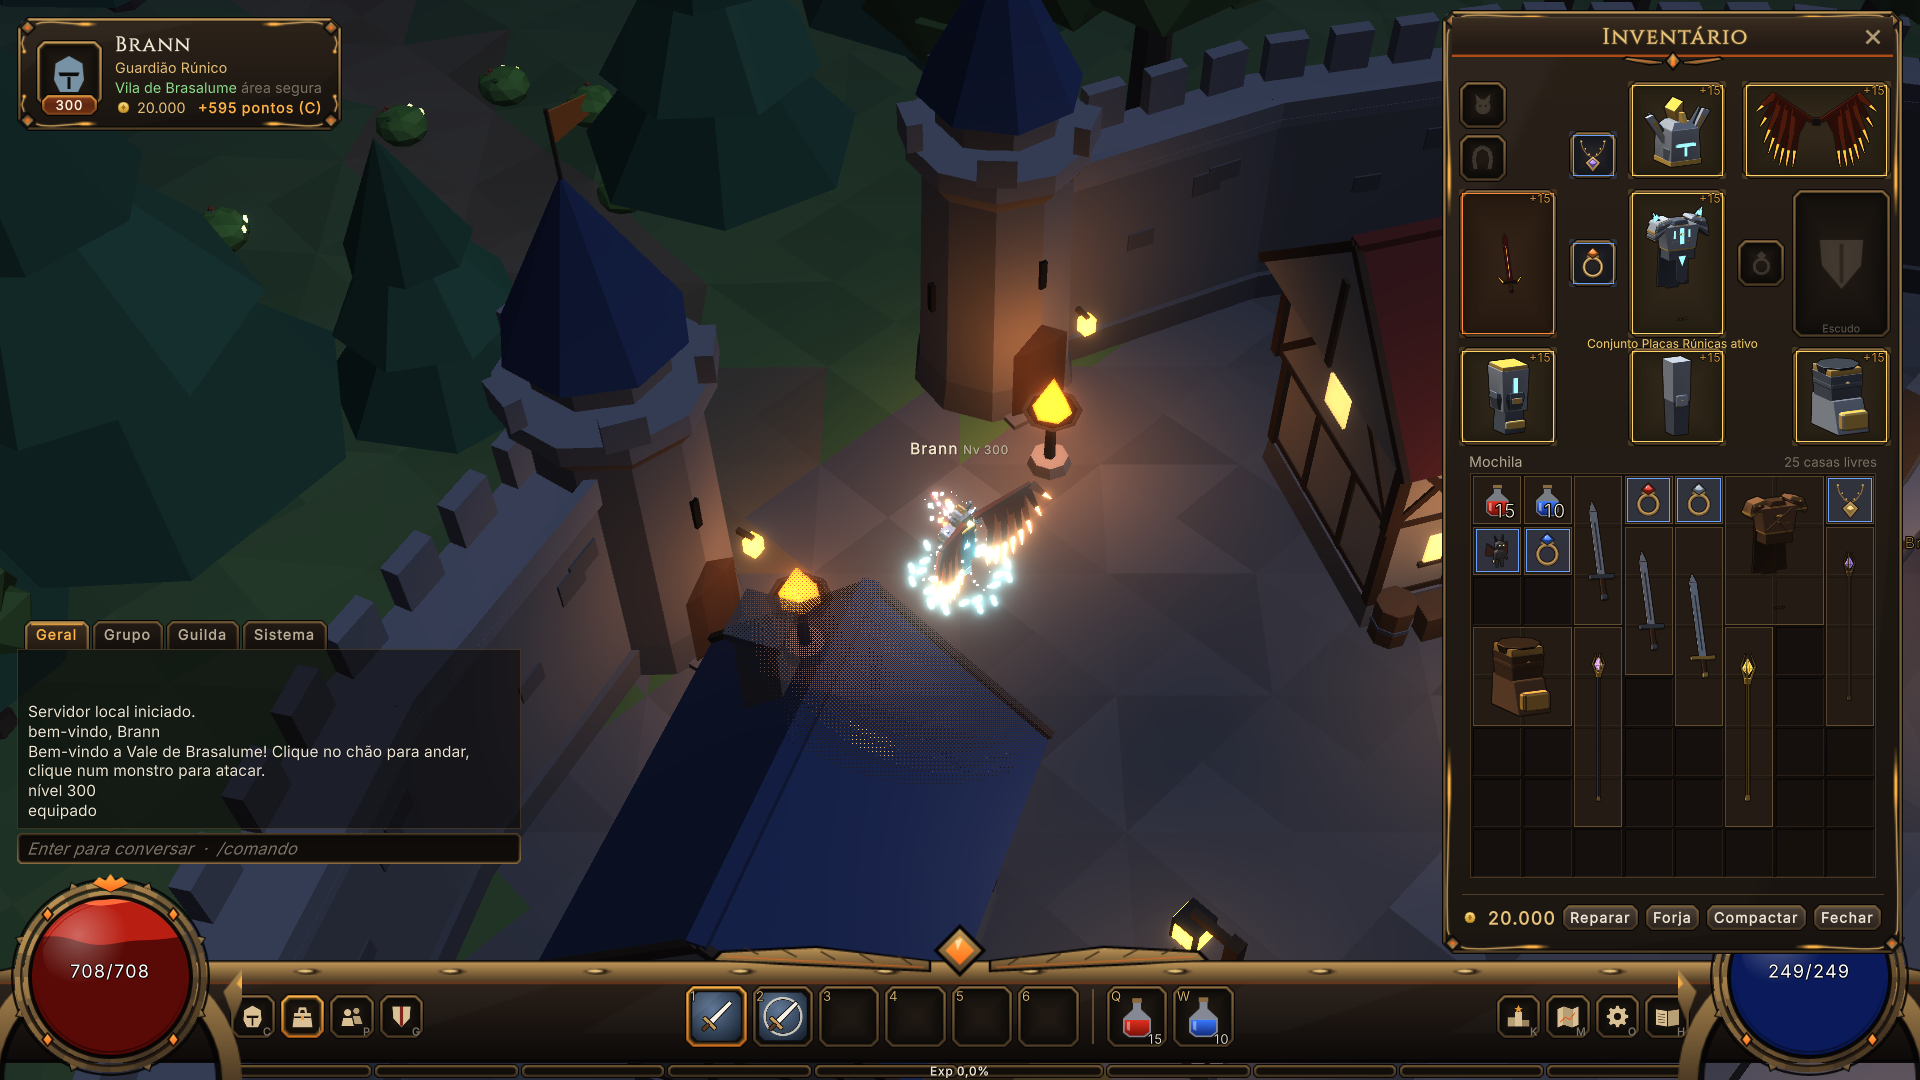 BRANN
Guardião Rúnico
Vila de Brasalume área segura
20.000 +595 pontos (C)
300
INVENTÁRIO
+15
+15
+15
+15
Escudo
Conjunto Placas Rúnicas ativo
+15
+15
+15
Mochila
25 casas livres
15
10
Brann Nv 300
Geral
Grupo
Guilda
Sistema
Servidor local iniciado.
bem-vindo, Brann
Bem-vindo a Vale de Brasalume! Clique no chão para andar,
clique num monstro para atacar.
nível 300
equipado
Enter para conversar · /comando
20.000
Reparar
Forja
Compactar
Fechar
708/708
C
P
G
1
2
3
4
5
6
Q
15
W
10
K
M
O
H
249/249
Exp 0,0%